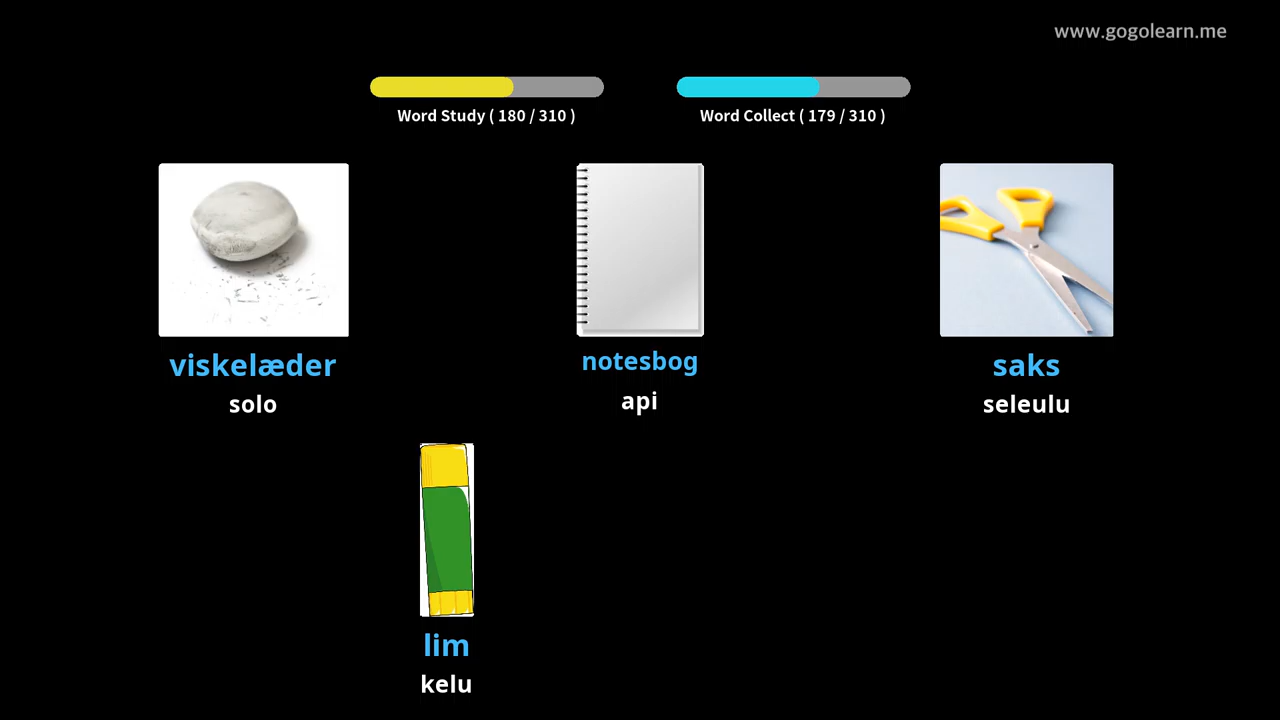 www.gogolearn.me
Word Study ( 180 / 310 )
Word Collect ( 179 / 310 )
viskelæder
solo
notesbog
api
saks
seleulu
lim
kelu